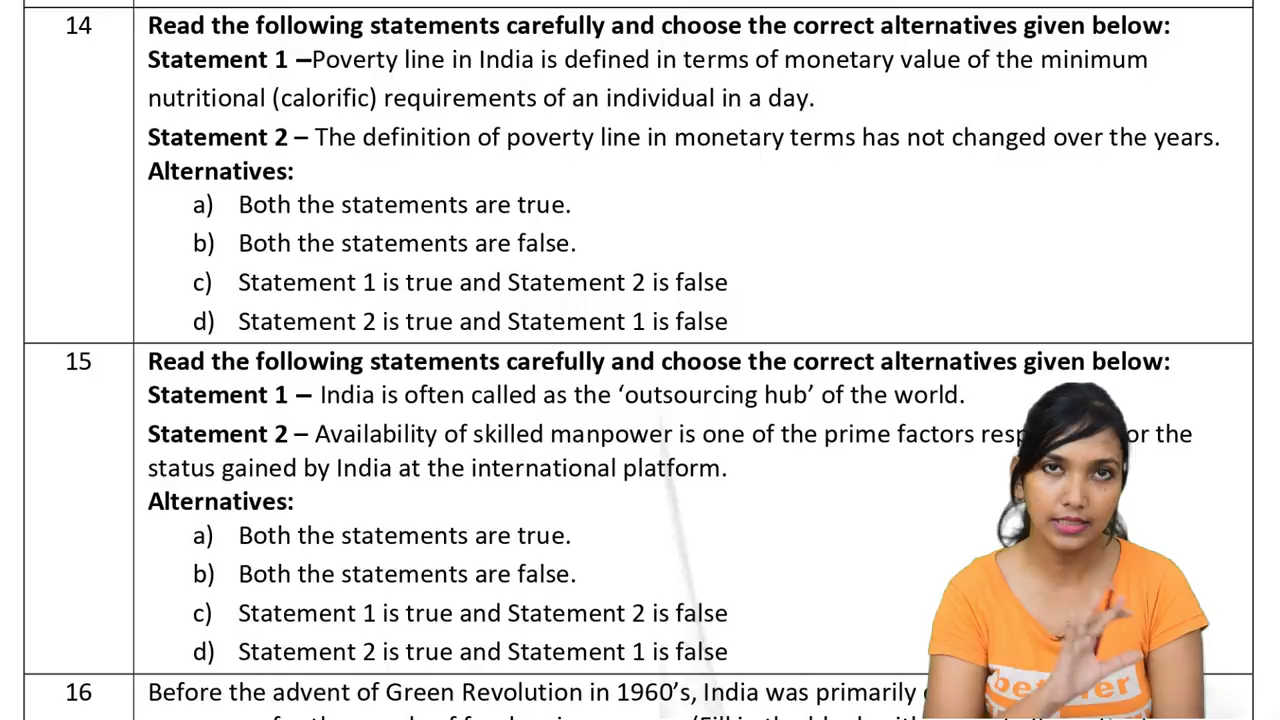 14
Read the following statements carefully and choose the correct alternatives given below:
Statement 1 –Poverty line in India is defined in terms of monetary value of the minimum
nutritional (calorific) requirements of an individual in a day.
Statement 2 – The definition of poverty line in monetary terms has not changed over the years.
Alternatives:
a) Both the statements are true.
b) Both the statements are false.
c) Statement 1 is true and Statement 2 is false
d) Statement 2 is true and Statement 1 is false
15
Read the following statements carefully and choose the correct alternatives given below:
Statement 1 – India is often called as the ‘outsourcing hub’ of the world.
Statement 2 – Availability of skilled manpower is one of the prime factors the
status gained by India at the international platform.
Alternatives:
a) Both the statements are true.
b) Both the statements are false.
c) Statement 1 is true and Statement 2 is false
d) Statement 2 is true and Statement 1 is false
16
Before the advent of Green Revolution in 1960’s, India was primarily